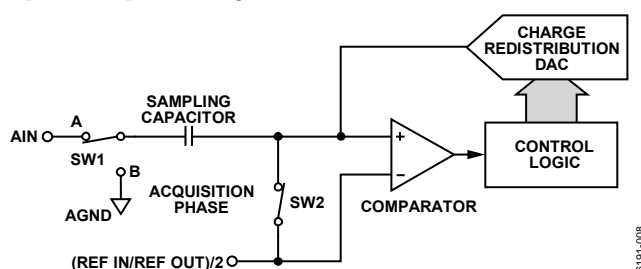 CHARGE
REDISTRIBUTION
DAC
SAMPLING
CAPACITOR
A
AIN
SW1
B
AGND
ACQUISITION
PHASE
SW2
+
–
COMPARATOR
CONTROL
LOGIC
(REF IN/REF OUT)/2